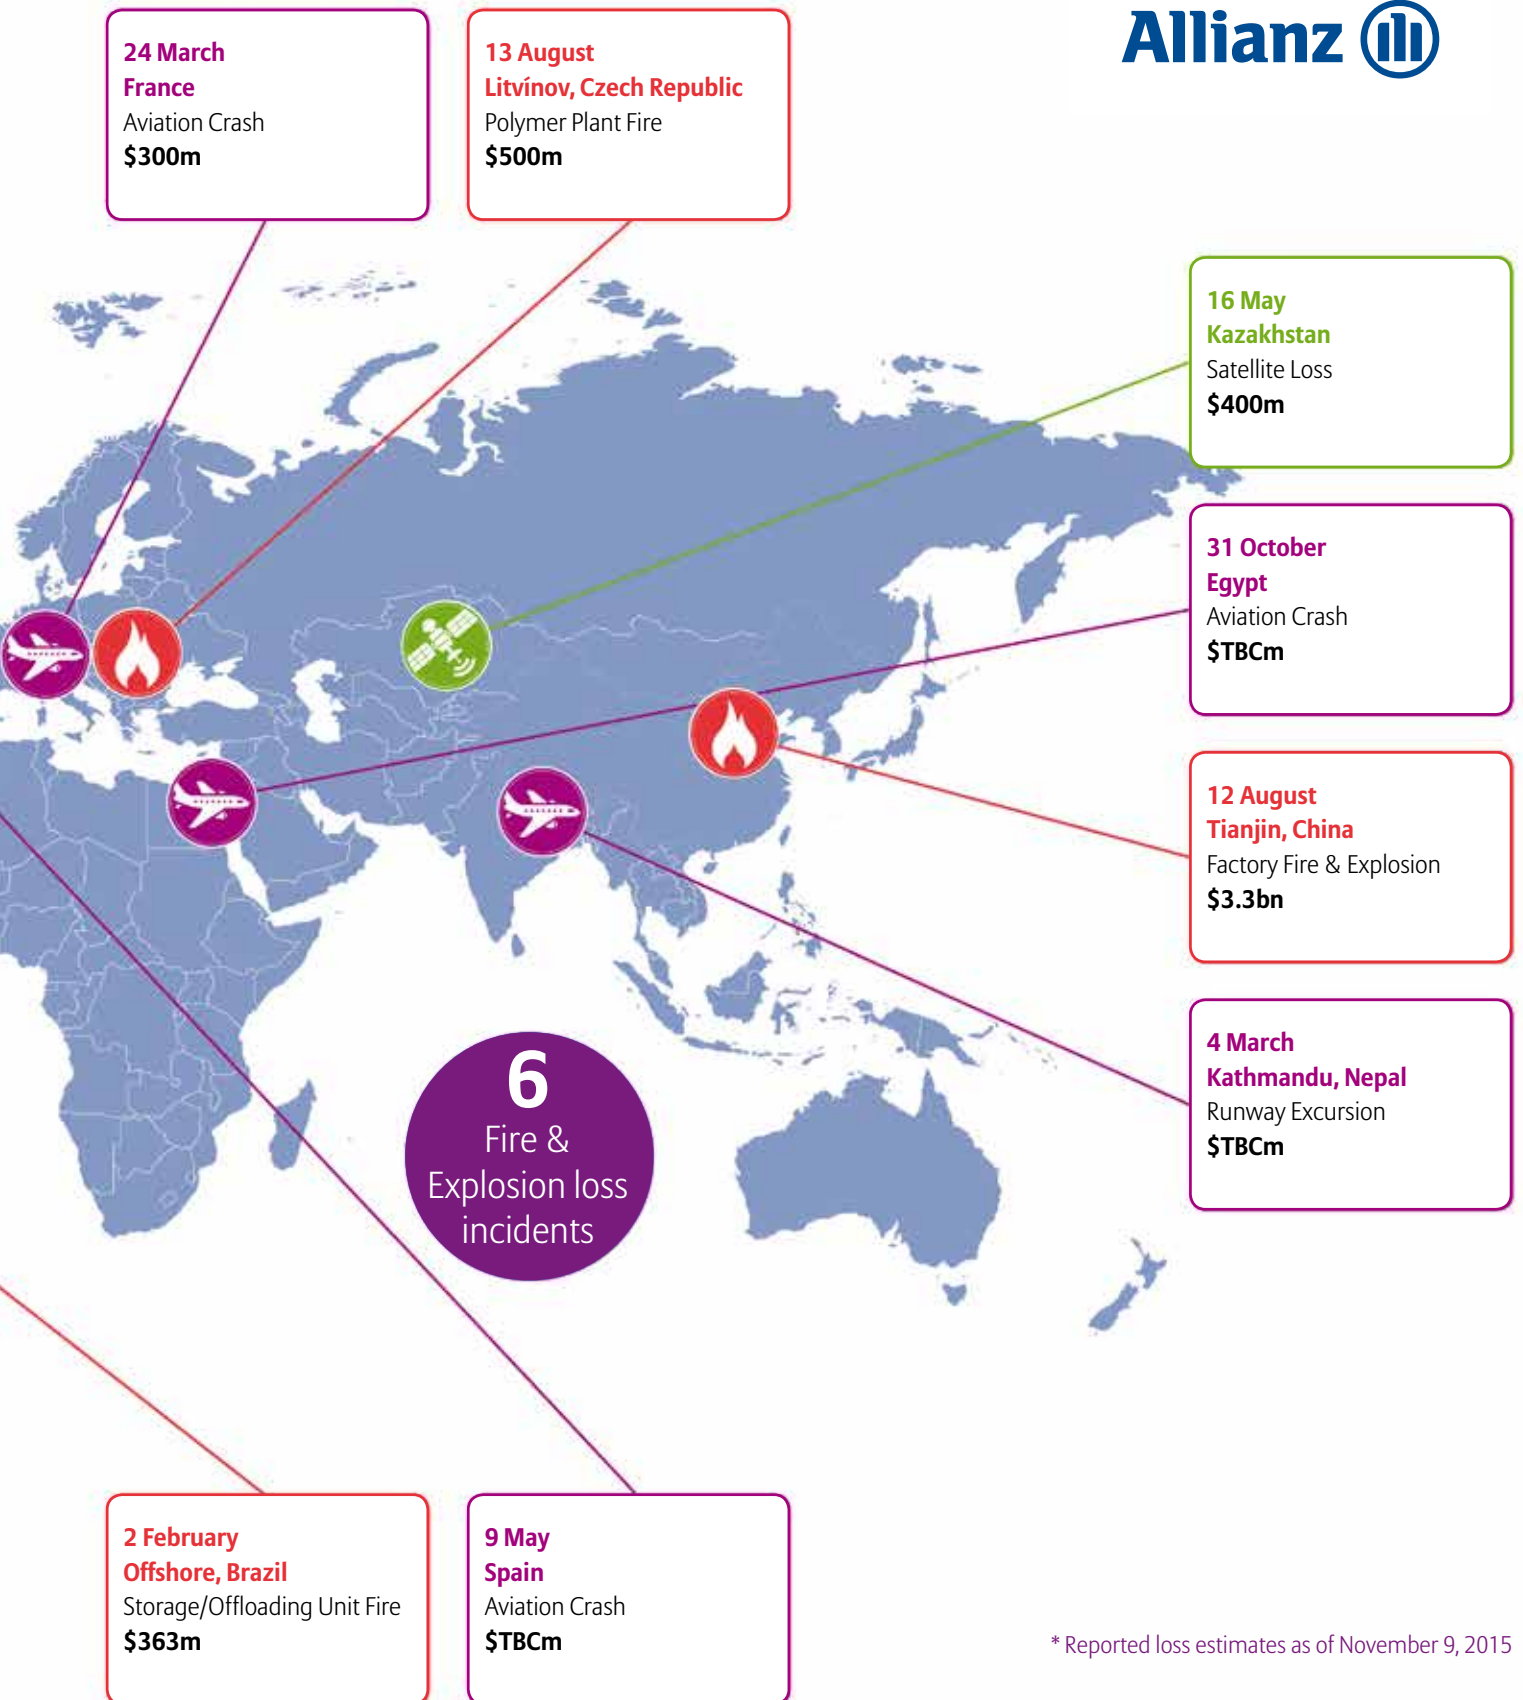 Allianz
24 March
France
Aviation Crash
$300m
13 August
Litvínov, Czech Republic
Polymer Plant Fire
$500m
16 May
Kazakhstan
Satellite Loss
$400m
31 October
Egypt
Aviation Crash
$TBCm
12 August
Tianjin, China
Factory Fire & Explosion
$3.3bn
4 March
Kathmandu, Nepal
Runway Excursion
$TBCm
6
Fire &
Explosion loss
incidents
2 February
Offshore, Brazil
Storage/Offloading Unit Fire
$363m
9 May
Spain
Aviation Crash
$TBCm
* Reported loss estimates as of November 9, 2015